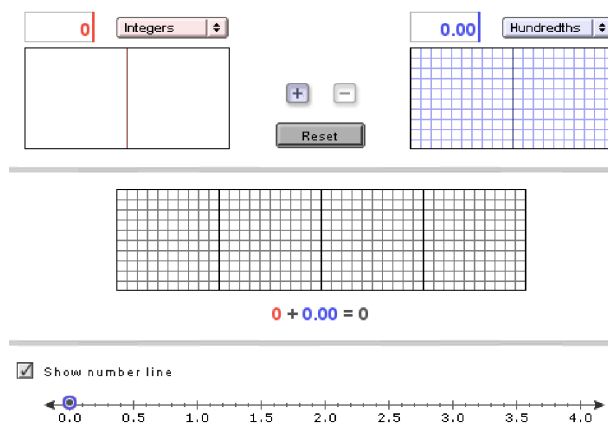 0 Integers 0.00 Hundredths
+ −
Reset
0 + 0.00 = 0
Show number line
0.0 0.5 1.0 1.5 2.0 2.5 3.0 3.5 4.0